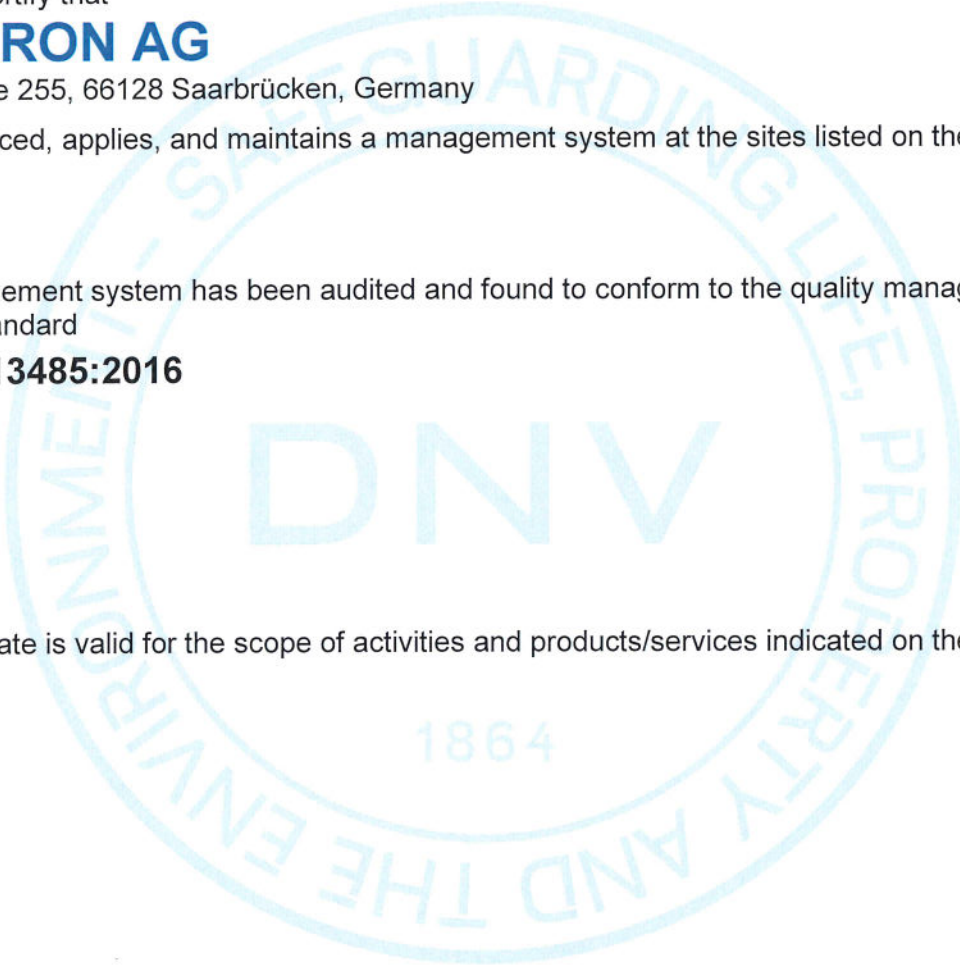 RON AG
e 255, 66128 Saarbrücken, Germany
ced, applies, and maintains a management system at the sites listed on the
ement system has been audited and found to conform to the quality manag
andard
13485:2016
ate is valid for the scope of activities and products/services indicated on the
SAFEGUARDING LIFE, PROPERTY AND THE ENVIRONMENT -
DNV
1864